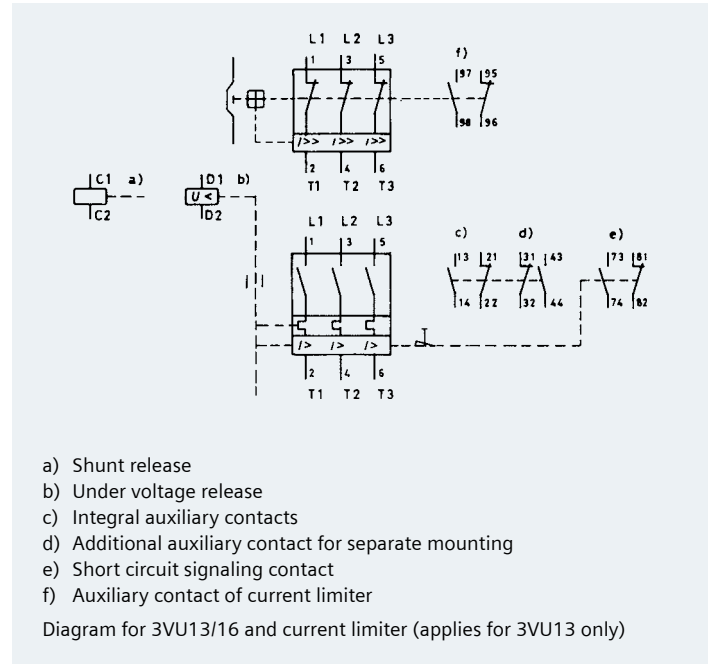 L1 L2 L3
f)
1 3 5
97 95
98 96
I>> I>> I>>
2 4 6
T1 T2 T3
C1 a) D1 b)
U <
C2 D2
L1 L2 L3
c) d) e)
1 3 5
13 21 31 43 73 81
14 22 32 44 74 82
I> I> I>
2 4 6
T1 T2 T3
a) Shunt release
b) Under voltage release
c) Integral auxiliary contacts
d) Additional auxiliary contact for separate mounting
e) Short circuit signaling contact
f) Auxiliary contact of current limiter
Diagram for 3VU13/16 and current limiter (applies for 3VU13 only)